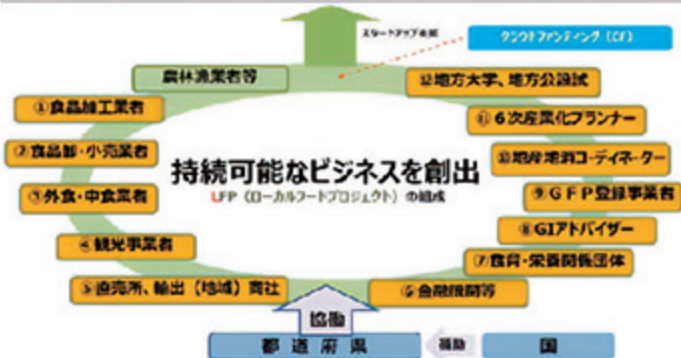 スタートアップ支援
クラウドファンディング（CF）
農林漁業者等
①食品加工業者
②食品卸・小売業者
③外食・中食業者
④観光事業者
⑤直売所、輸出（地域）商社
⑥金融機関等
⑦食育・栄養関係団体
⑧GIアドバイザー
⑨ＧＦＰ登録事業者
⑩地産地消コーディネーター
⑪６次産業化プランナー
⑫地方大学、地方公設試
持続可能なビジネスを創出
LFP（ローカルフードプロジェクト）の組成
協働
都道府県
補助
国